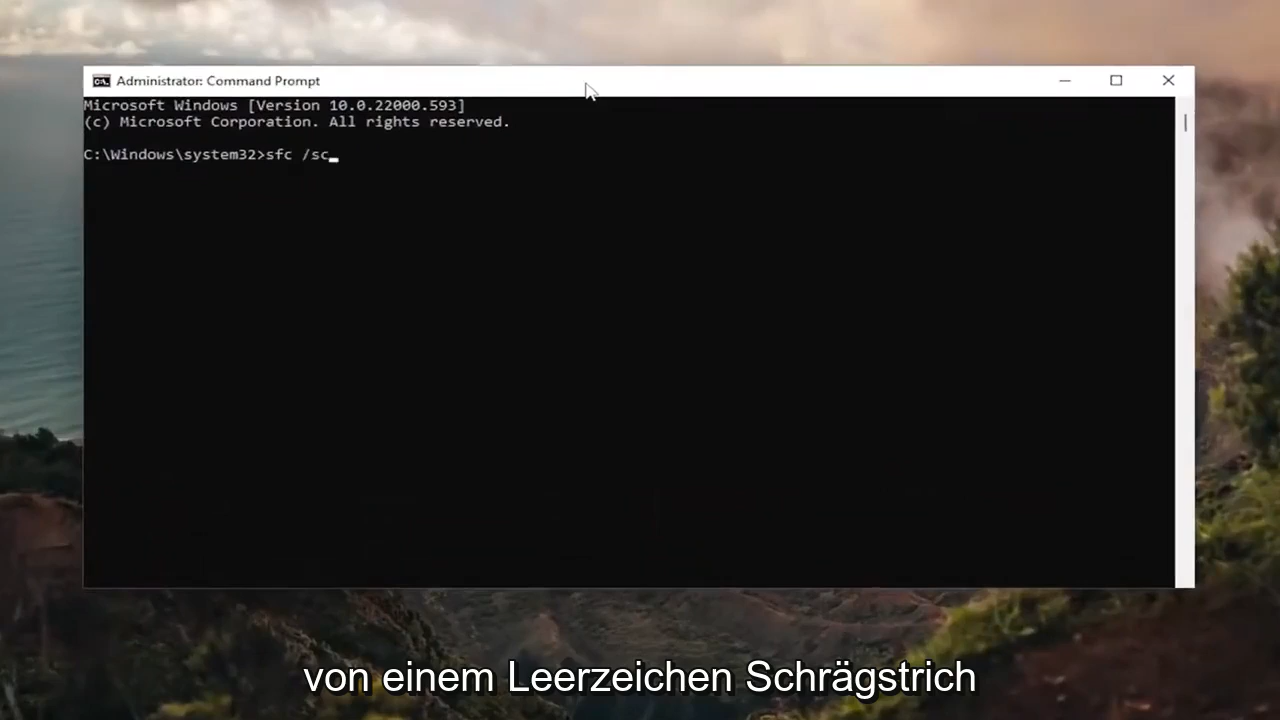 Administrator: Command Prompt
Microsoft Windows [Version 10.0.22000.593]
(c) Microsoft Corporation. All rights reserved.
C:\Windows\system32>sfc /sc
von einem Leerzeichen Schrägstrich